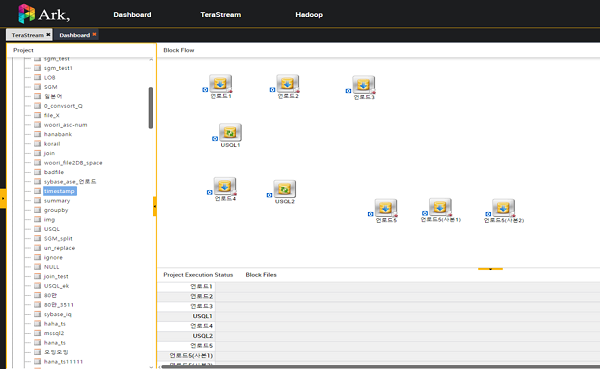 Ark,
Dashboard TeraStream Hadoop
TeraStream Dashboard
Project
sgm_test
sgm_test1
LOB
SGM
일본어
0_convsort_Q
file_X
woori_asc-num
hanabank
korail
join
woori_file2DB_space
badfile
sybase_ase_언로드
timestamp
summary
groupby
img
USQL
SGM_split
un_replace
ignore
NULL
join_test
USQL_ek
80만
80만_3511
sybase_iq
haha_ts
mcsql2
hana_ts
오밍오밍
hana_ts11111
Block Flow
언로드1 언로드2 언로드3
USQL1
언로드4 USQL2
언로드5 언로드5(사본1) 언로드5(사본2)
Project Execution Status Block Files
언로드1
언로드2
언로드3
USQL1
언로드4
USQL2
언로드5
언로드5(사본1)